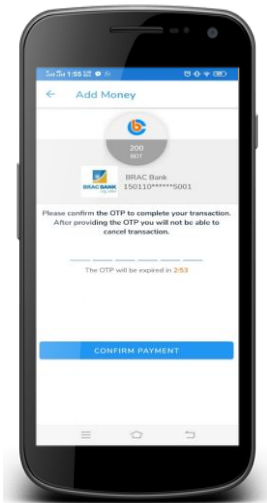 1:55
← Add Money
200
BDT
BRAC BANK
BRAC Bank
150110******5001
Please confirm the OTP to complete your transaction.
After providing the OTP you will not be able to
cancel transaction.
The OTP will be expired in 2:53
CONFIRM PAYMENT